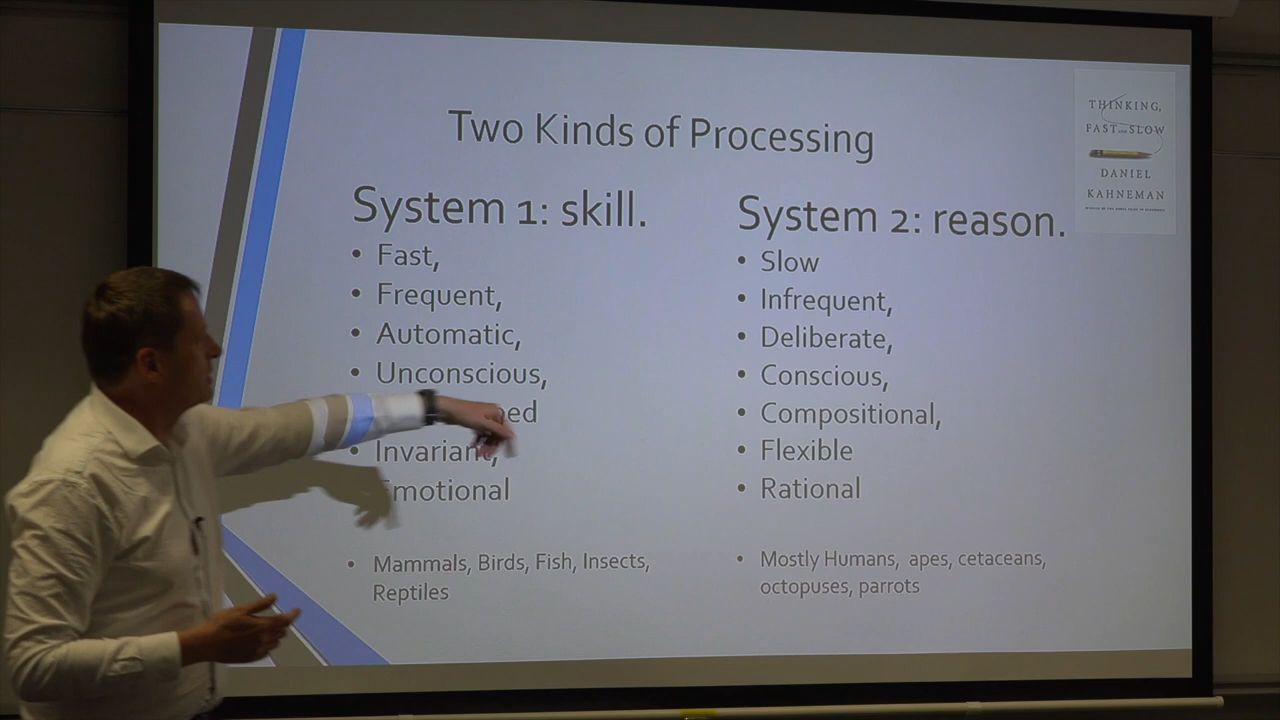 Two Kinds of Processing
THINKING,
FAST AND SLOW
DANIEL
KAHNEMAN
System 1: skill.
• Fast,
• Frequent,
• Automatic,
• Unconscious,
• Invariant,
Emotional
• Mammals, Birds, Fish, Insects,
Reptiles
System 2: reason.
• Slow
• Infrequent,
• Deliberate,
• Conscious,
• Compositional,
• Flexible
• Rational
• Mostly Humans, apes, cetaceans,
octopuses, parrots